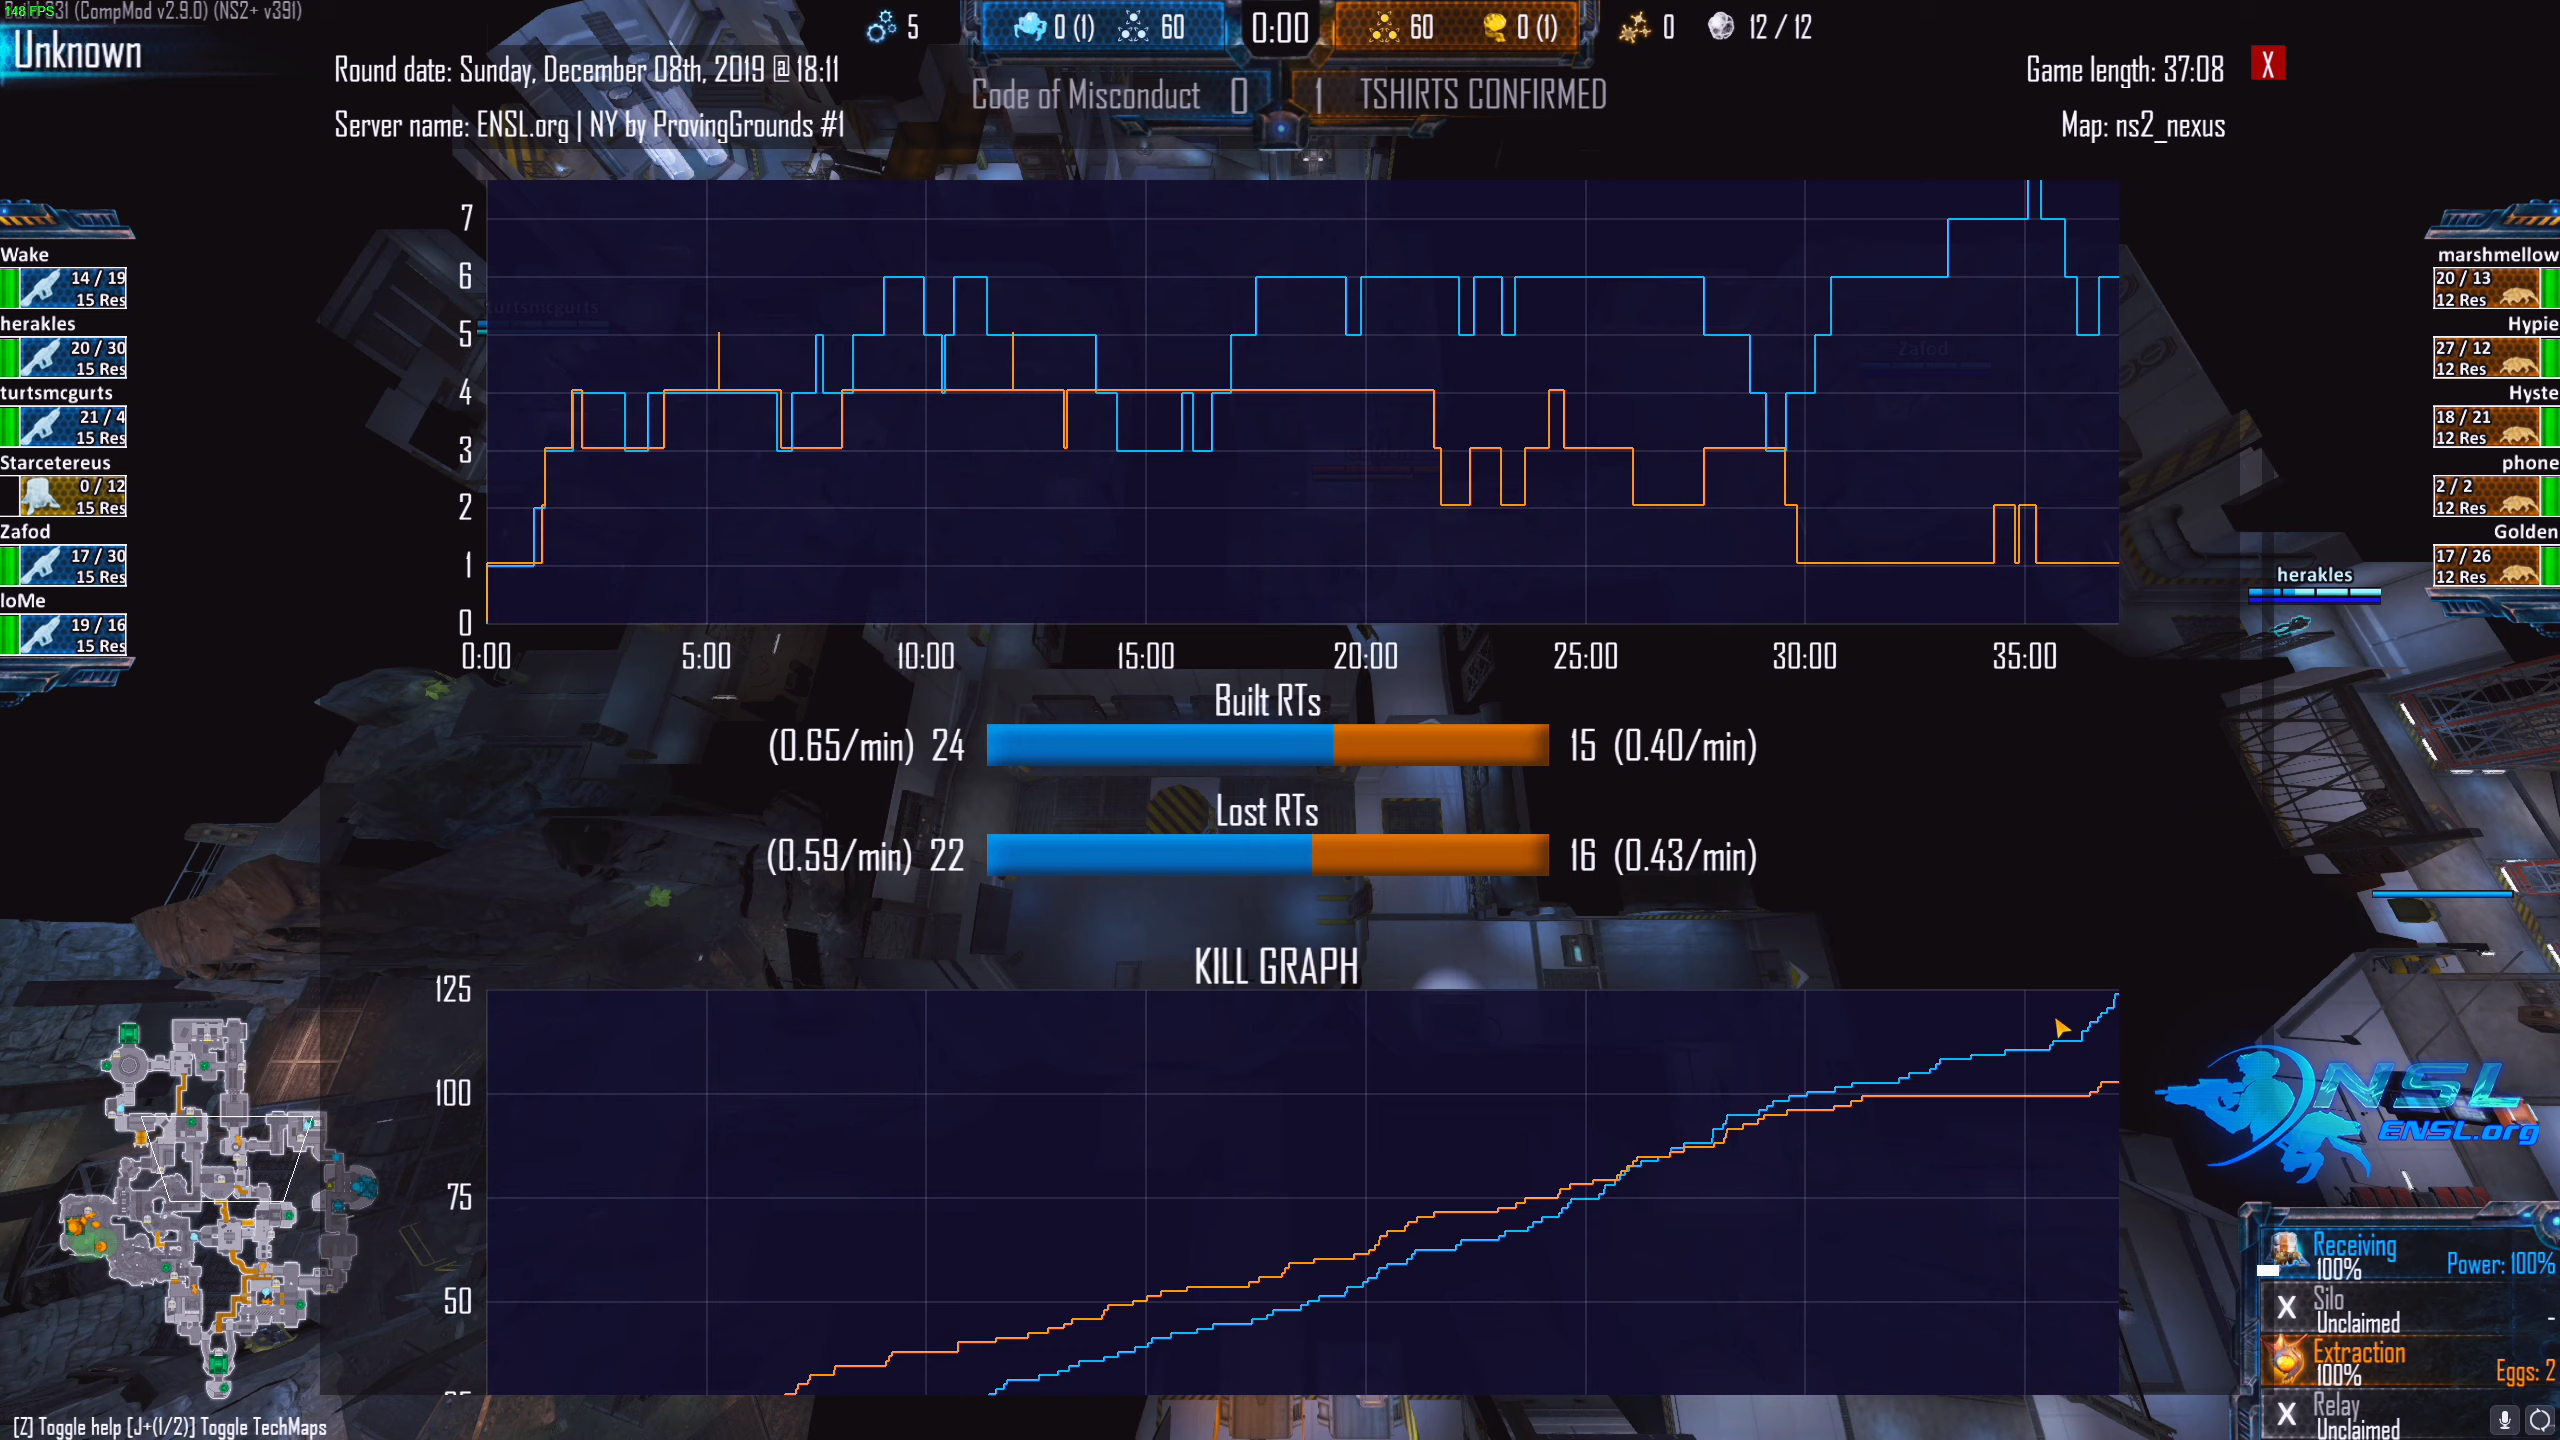 148 FPS
(CompMod v2.9.0) (NS2+ v391)
Unknown
5
0 (1)
60
0:00
60
0 (1)
0
12 / 12
Round date: Sunday, December 08th, 2019 @ 18:11
Code of Misconduct 0
1 TSHIRTS CONFIRMED
Game length: 37:08
X
Server name: ENSL.org | NY by ProvingGrounds #1
Map: ns2_nexus
Wake
14 / 19
15 Res
herakles
20 / 30
15 Res
turtsmcgurts
21 / 4
15 Res
Starcetereus
0 / 12
15 Res
Zafod
17 / 30
15 Res
loMe
19 / 16
15 Res
7
6
5
4
3
2
1
0
turtsmcgurts
Zafod
0:00
5:00
10:00
15:00
20:00
25:00
30:00
35:00
marshmellow
20 / 13
12 Res
Hypie
27 / 12
12 Res
Hyste
18 / 21
12 Res
phone
2 / 2
12 Res
Golden
17 / 26
12 Res
herakles
Built RTs
(0.65/min) 24
15 (0.40/min)
Lost RTs
(0.59/min) 22
16 (0.43/min)
KILL GRAPH
125
100
75
50
NSL
ENSL.org
Receiving
100%
Power: 100%
X
Silo
Unclaimed
-
Extraction
100%
Eggs: 2
X
Relay
Unclaimed
[Z] Toggle help [J+(1/2)] Toggle TechMaps